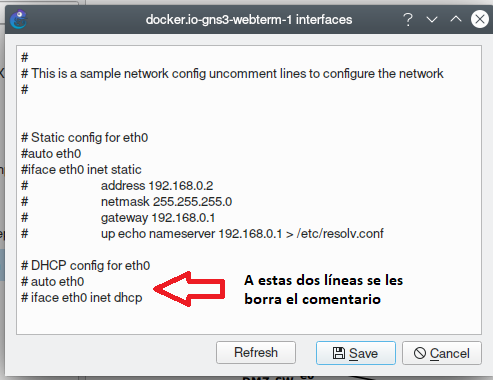 docker.io-gns3-webterm-1 interfaces
#
# This is a sample network config uncomment lines to configure the network
#
# Static config for eth0
#auto eth0
#iface eth0 inet static
# address 192.168.0.2
# netmask 255.255.255.0
# gateway 192.168.0.1
# up echo nameserver 192.168.0.1 > /etc/resolv.conf
# DHCP config for eth0
# auto eth0
# iface eth0 inet dhcp
A estas dos líneas se les
borra el comentario
Refresh
Save
Cancel